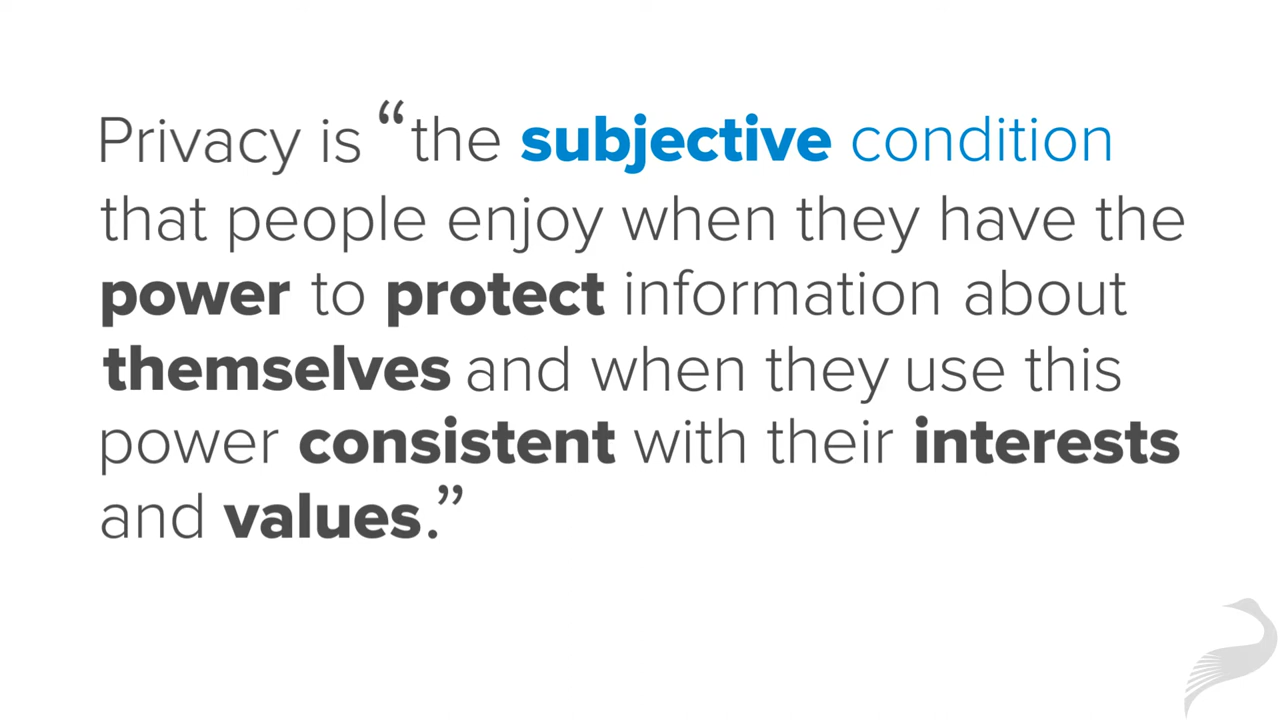 Privacy is “the subjective condition
that people enjoy when they have the
power to protect information about
themselves and when they use this
power consistent with their interests
and values.”